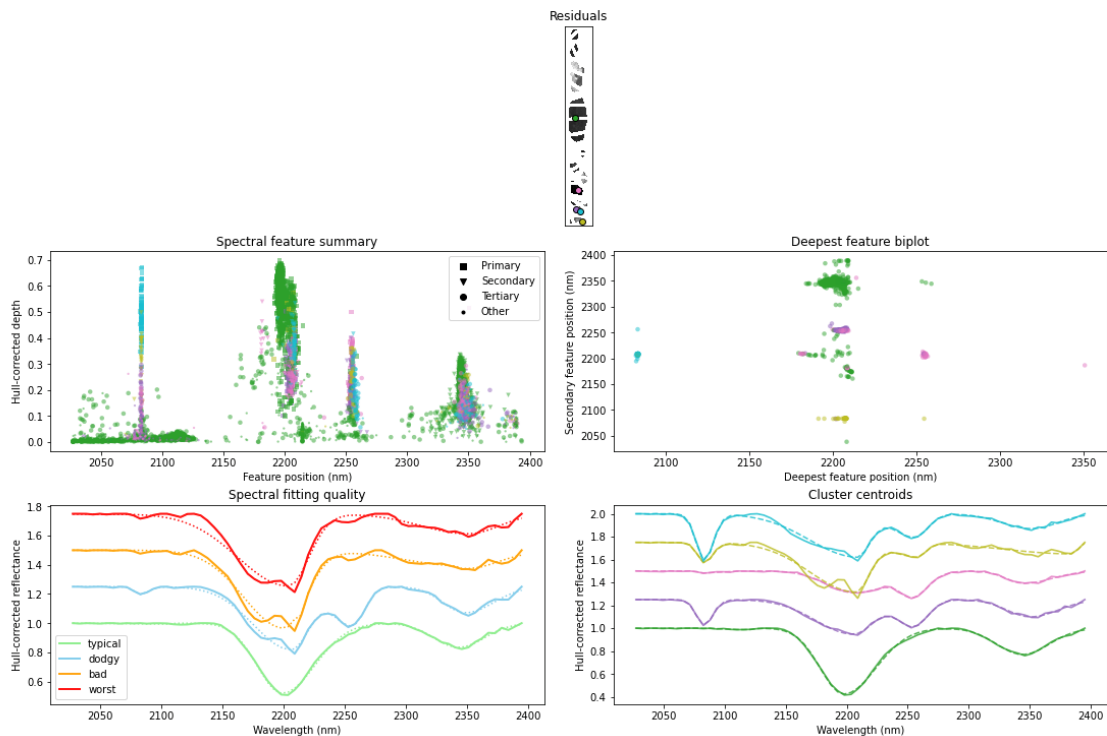 Residuals
Spectral feature summary
Hull-corrected depth
0.7
0.6
0.5
0.4
0.3
0.2
0.1
0.0
Primary
Secondary
Tertiary
Other
2050
2100
2150
2200
2250
2300
2350
2400
Feature position (nm)
Deepest feature biplot
Secondary feature position (nm)
2400
2350
2300
2250
2200
2150
2100
2050
2100
2150
2200
2250
2300
2350
Deepest feature position (nm)
Spectral fitting quality
Hull-corrected reflectance
1.8
1.6
1.4
1.2
1.0
0.8
0.6
typical
dodgy
bad
worst
2050
2100
2150
2200
2250
2300
2350
2400
Wavelength (nm)
Cluster centroids
Hull-corrected reflectance
2.0
1.8
1.6
1.4
1.2
1.0
0.8
0.6
0.4
2050
2100
2150
2200
2250
2300
2350
2400
Wavelength (nm)